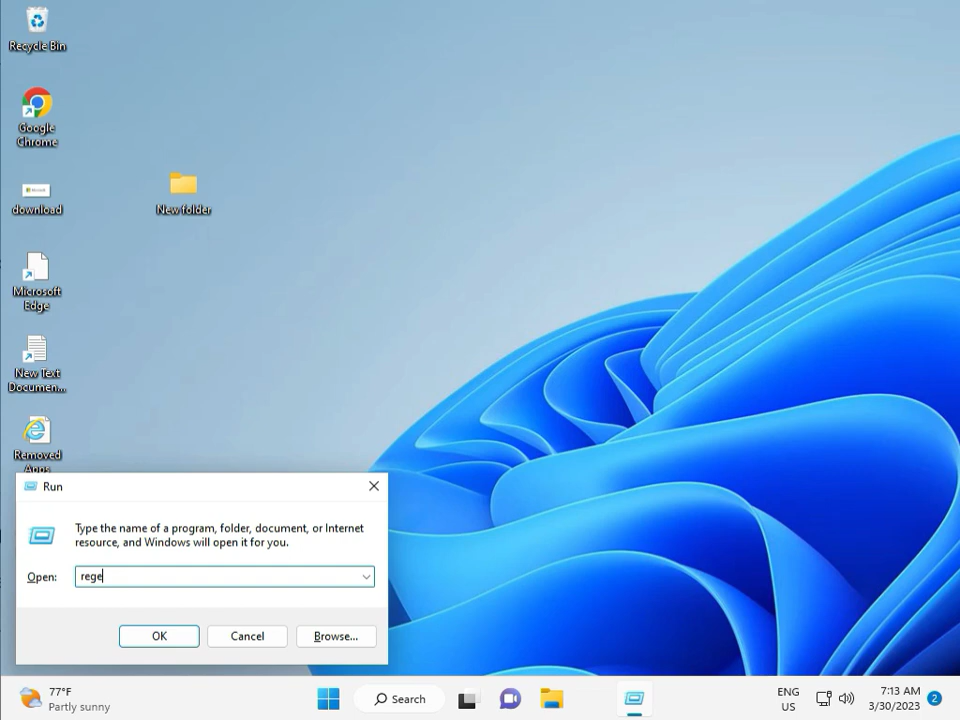 Recycle Bin
Google
Chrome
download
New folder
Microsoft
Edge
New Text
Documen...
Removed
Apps
Run
Type the name of a program, folder, document, or Internet
resource, and Windows will open it for you.
Open:
rege
OK
Cancel
Browse...
77°F
Partly sunny
Search
ENG
US
7:13 AM
3/30/2023
2